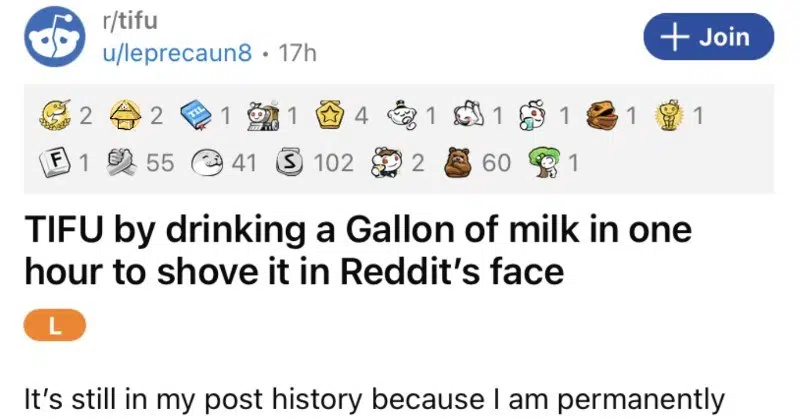 r/tifu
u/leprecaun8 • 17h
+ Join
2 2 TIL 1 1 4 1 1 1 1 1
F 1 55 41 S 102 2 60 1
TIFU by drinking a Gallon of milk in one
hour to shove it in Reddit's face
L
It's still in my post history because I am permanently